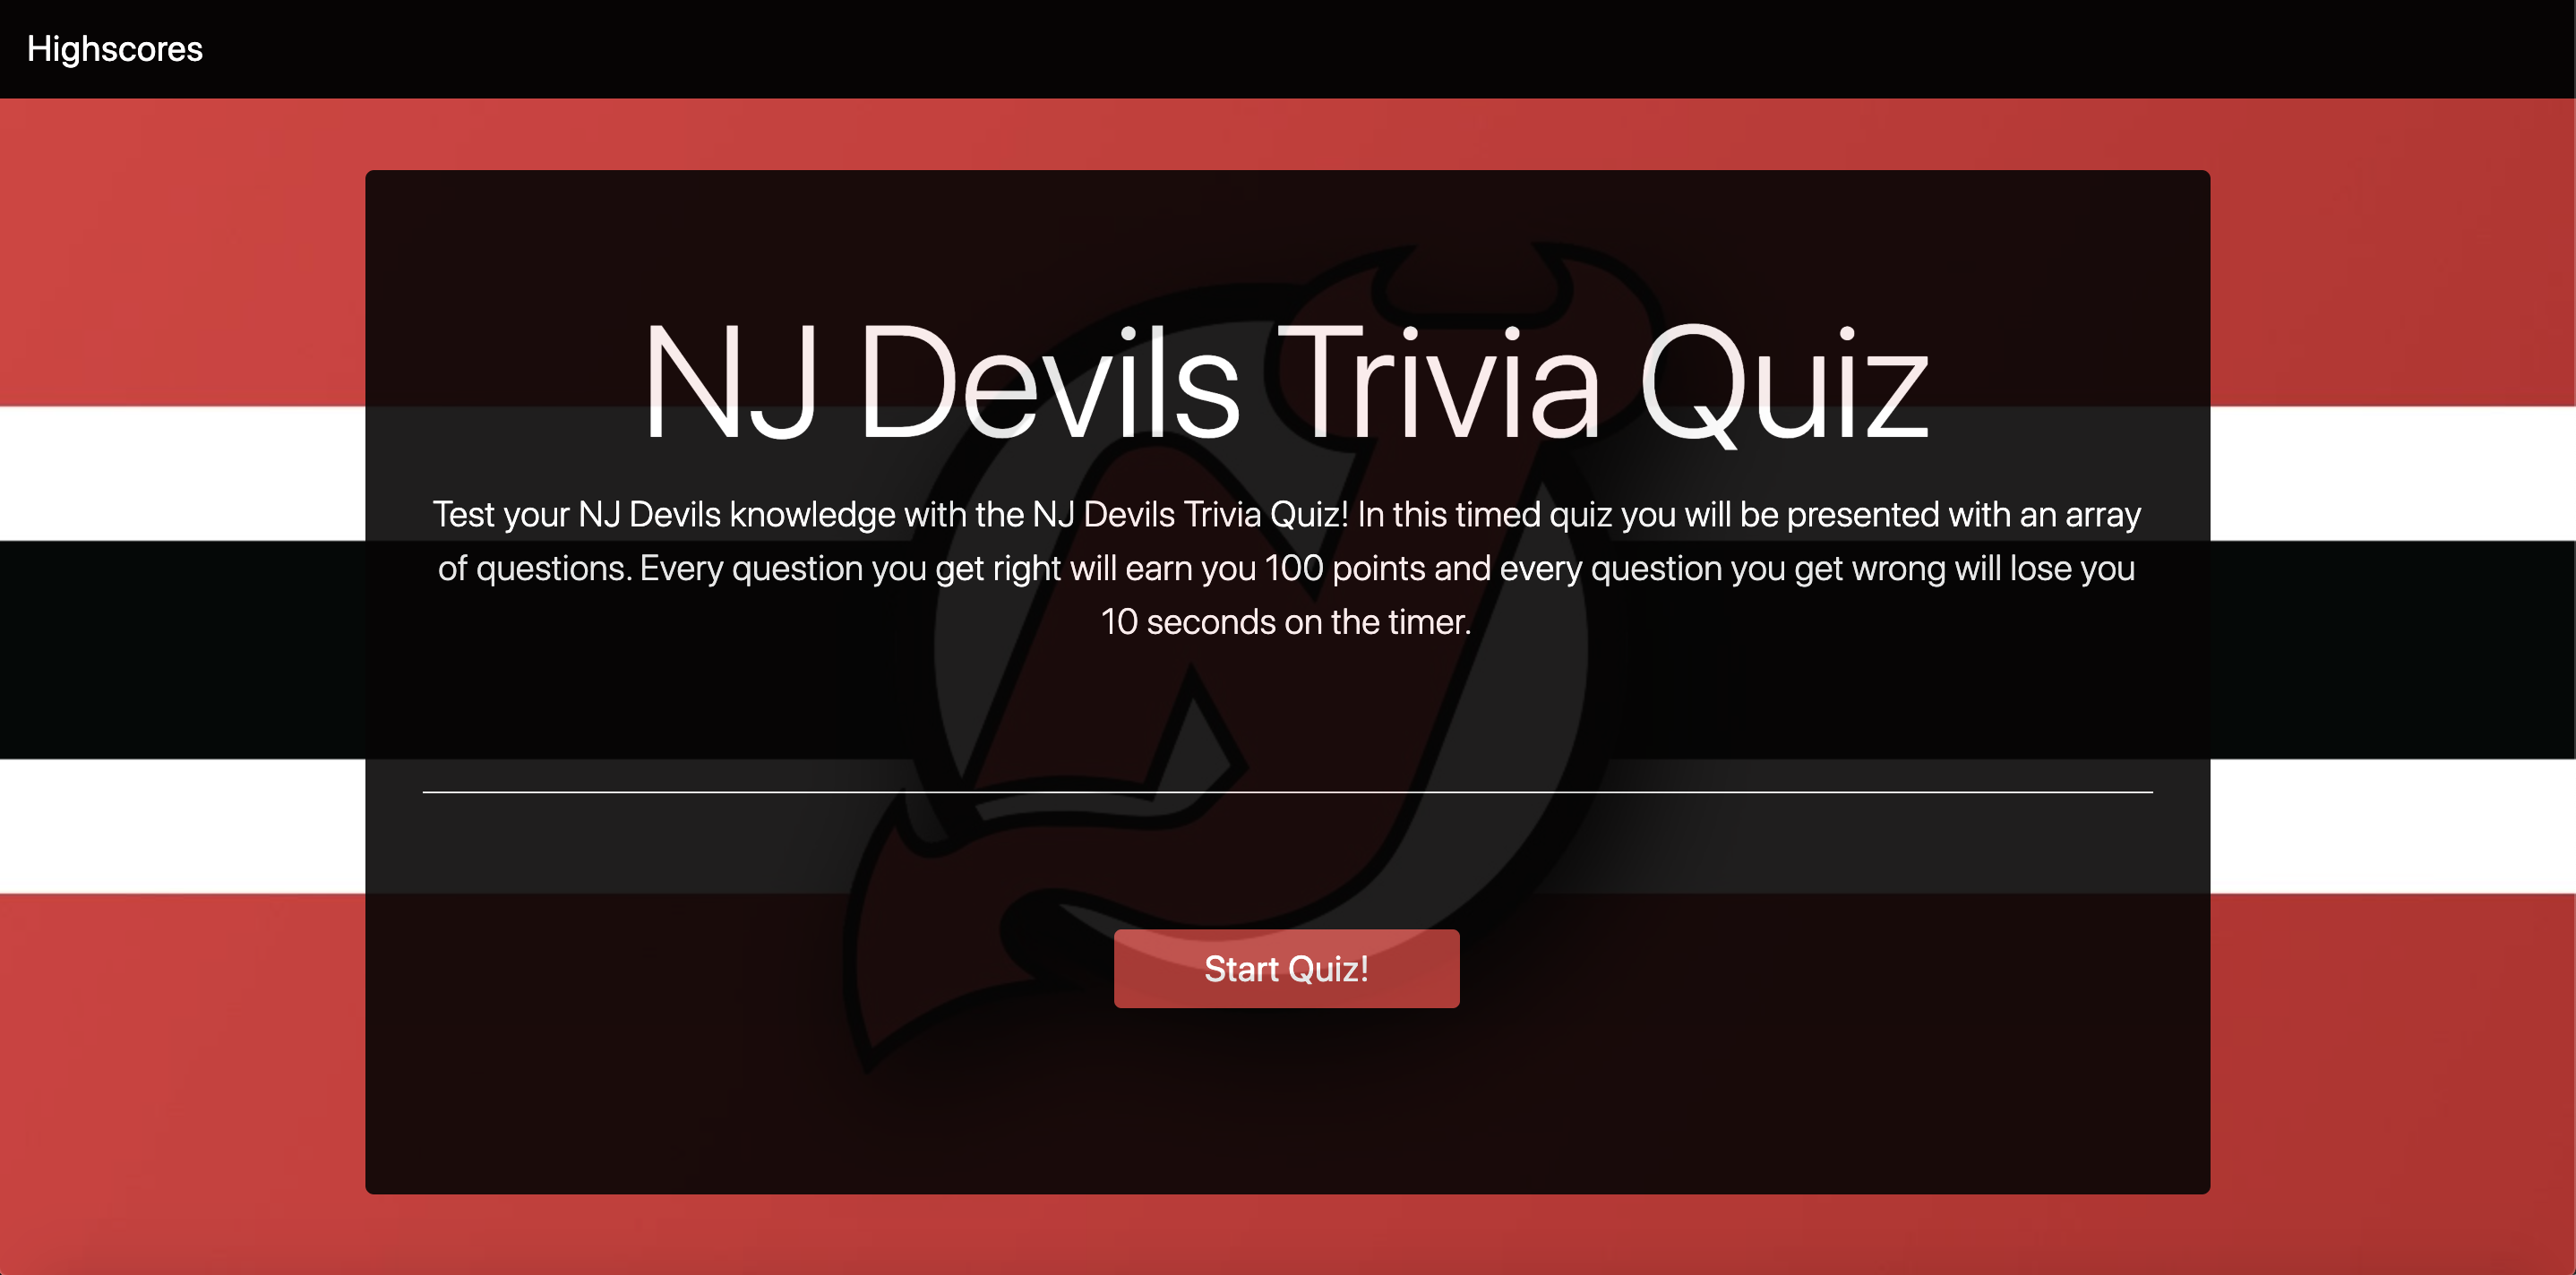 Highscores
NJ Devils Trivia Quiz
Test your NJ Devils knowledge with the NJ Devils Trivia Quiz! In this timed quiz you will be presented with an array
of questions. Every question you get right will earn you 100 points and every question you get wrong will lose you
10 seconds on the timer.
Start Quiz!